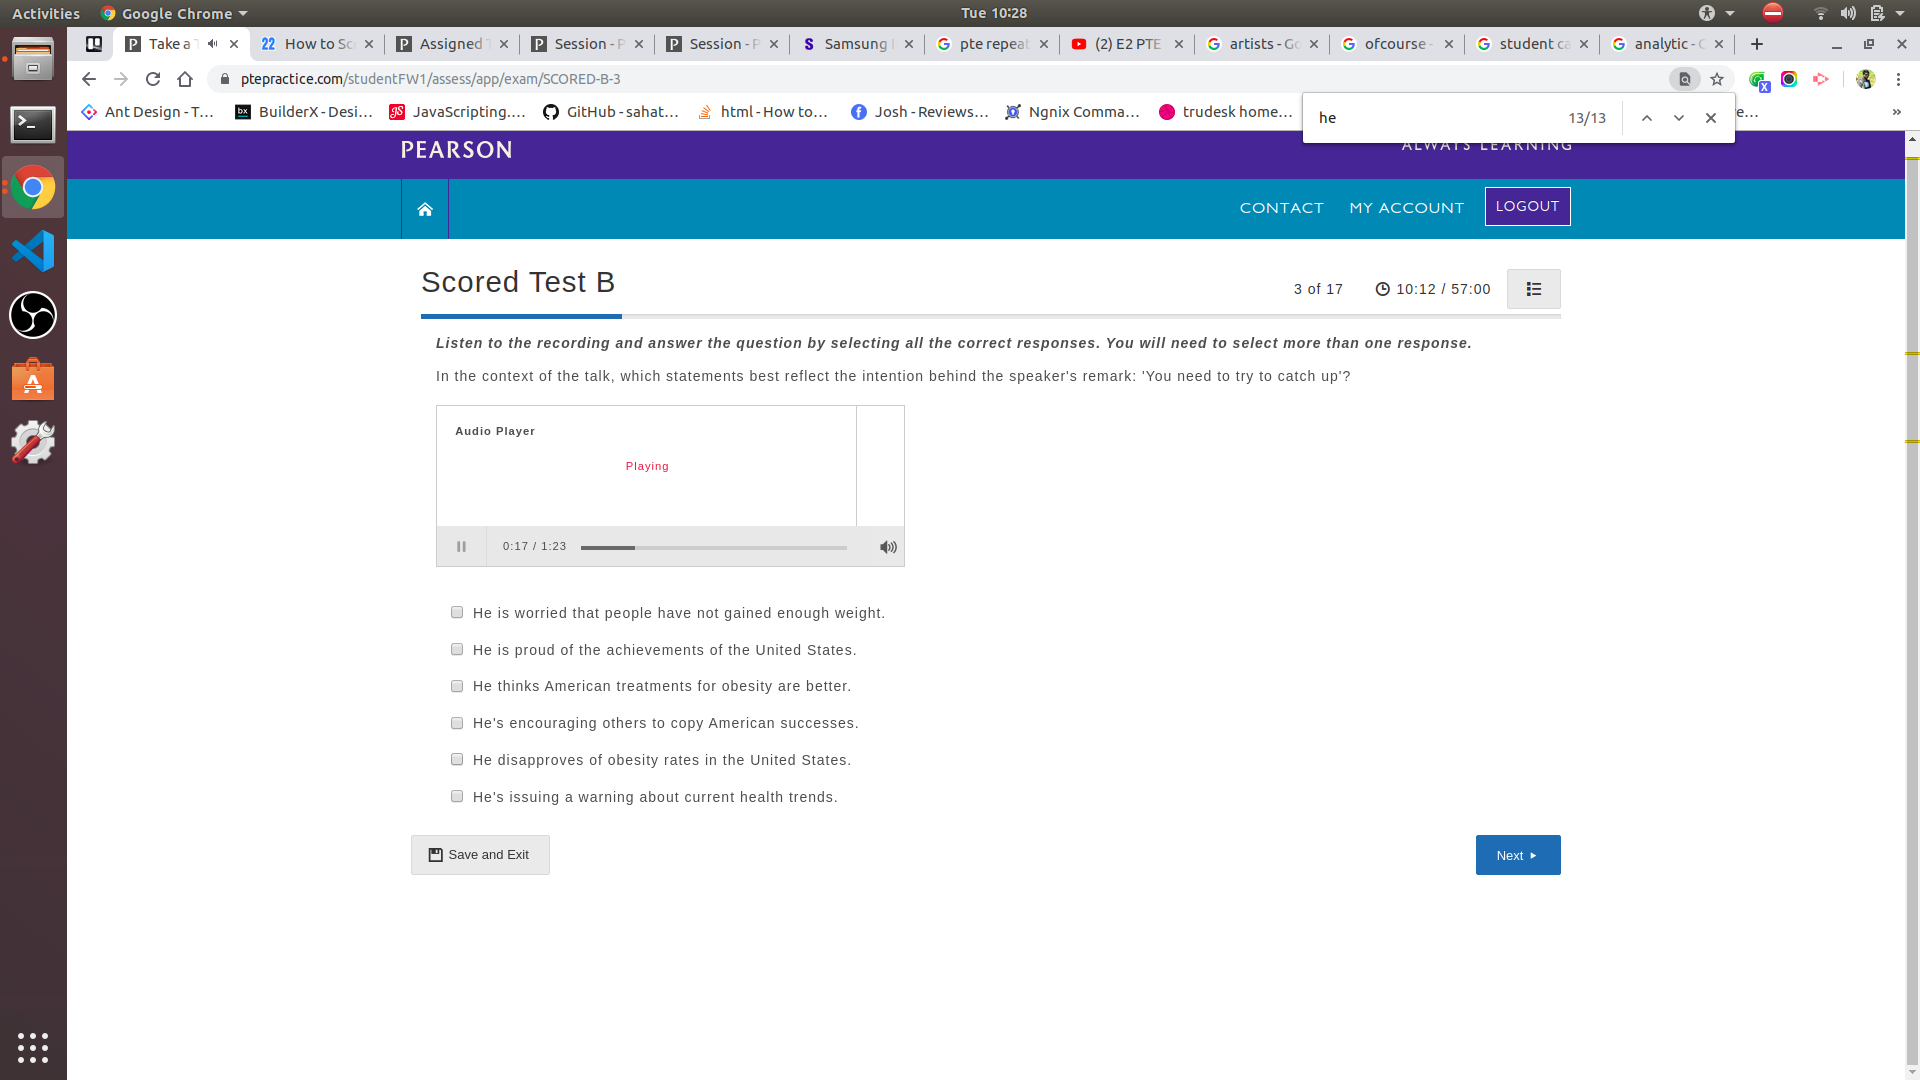 Activities
Google Chrome
Tue 10:28
Take a T
How to Sc
Assigned T
Session - P
Session - P
Samsung
pte repeat
(2) E2 PTE
artists - Go
ofcourse -
student ca
analytic - G
ptepractice.com/studentFW1/assess/app/exam/SCORED-B-3
Ant Design - T…
BuilderX - Desi…
JavaScripting.…
GitHub - sahat…
html - How to…
Josh - Reviews…
Ngnix Comma…
trudesk home…
e…
»
he
13/13
PEARSON
ALWAYS LEARNING
CONTACT
MY ACCOUNT
LOGOUT
Scored Test B
3 of 17
10:12 / 57:00
Listen to the recording and answer the question by selecting all the correct responses. You will need to select more than one response.
In the context of the talk, which statements best reflect the intention behind the speaker's remark: 'You need to try to catch up'?
Audio Player
Playing
0:17 / 1:23
He is worried that people have not gained enough weight.
He is proud of the achievements of the United States.
He thinks American treatments for obesity are better.
He's encouraging others to copy American successes.
He disapproves of obesity rates in the United States.
He's issuing a warning about current health trends.
Save and Exit
Next